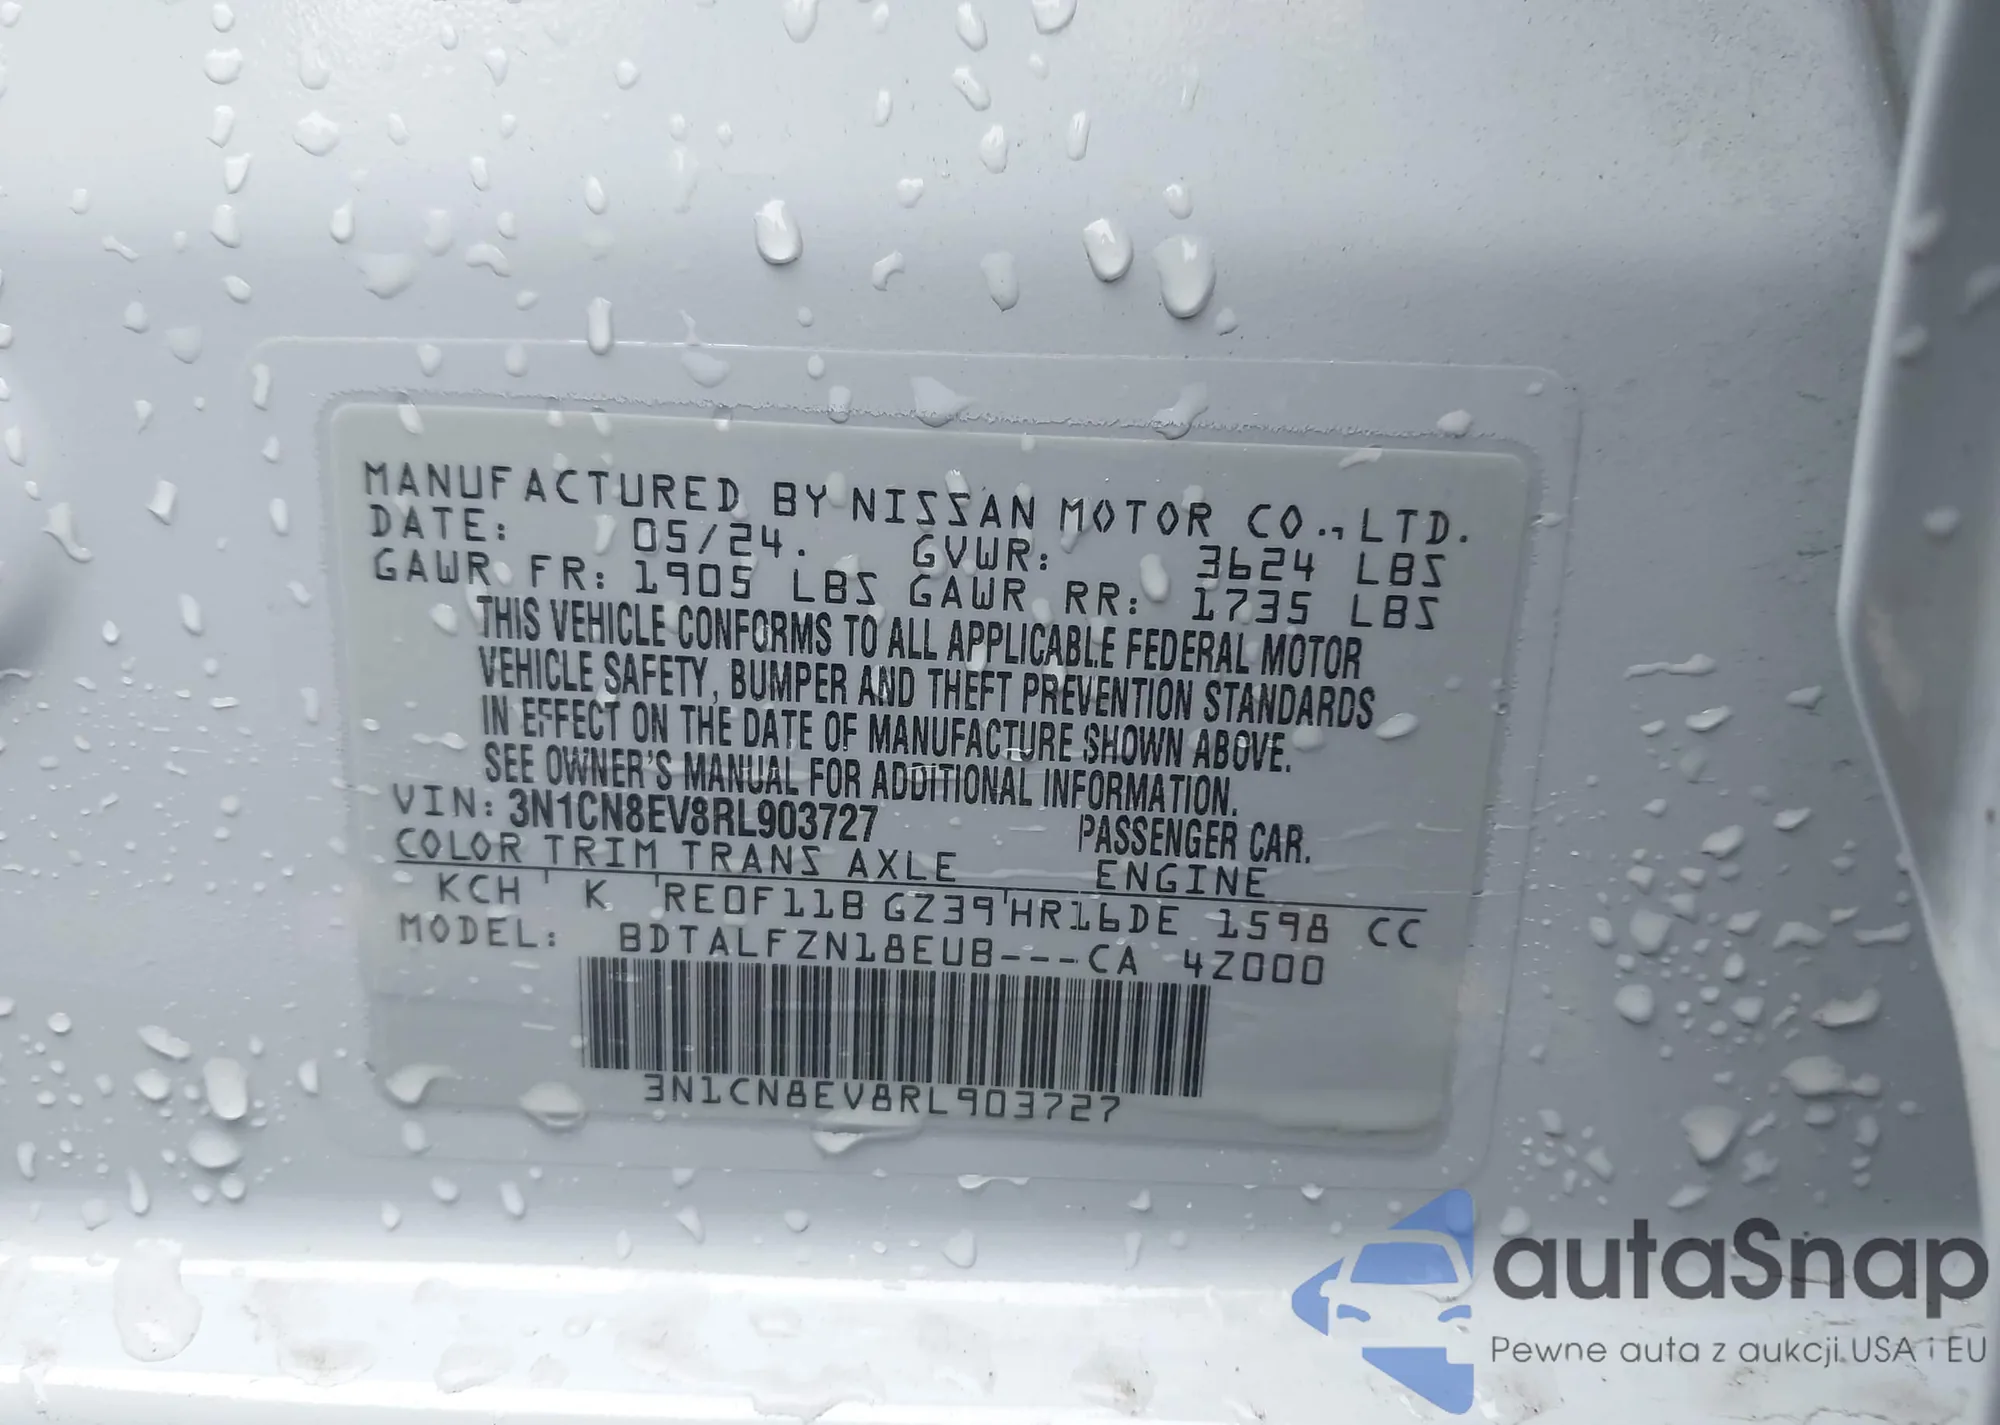 MANUFACTURED BY NISSAN MOTOR CO.,LTD.
DATE: 05/24. GVWR: 3624 LBS
GAWR FR: 1905 LBS GAWR RR: 1735 LBS
THIS VEHICLE CONFORMS TO ALL APPLICABLE FEDERAL MOTOR
VEHICLE SAFETY, BUMPER AND THEFT PREVENTION STANDARDS
IN EFFECT ON THE DATE OF MANUFACTURE SHOWN ABOVE.
SEE OWNER'S MANUAL FOR ADDITIONAL INFORMATION.
VIN: 3N1CN8EV8RL903727 PASSENGER CAR.
COLOR TRIM TRANS AXLE ENGINE
KCH K RE0F11B GZ39 HR16DE 1598 CC
MODEL: BDTALFZN18EUB---CA 4Z000
3N1CN8EV8RL903727
autaSnap
Pewne auta z aukcji USA i EU